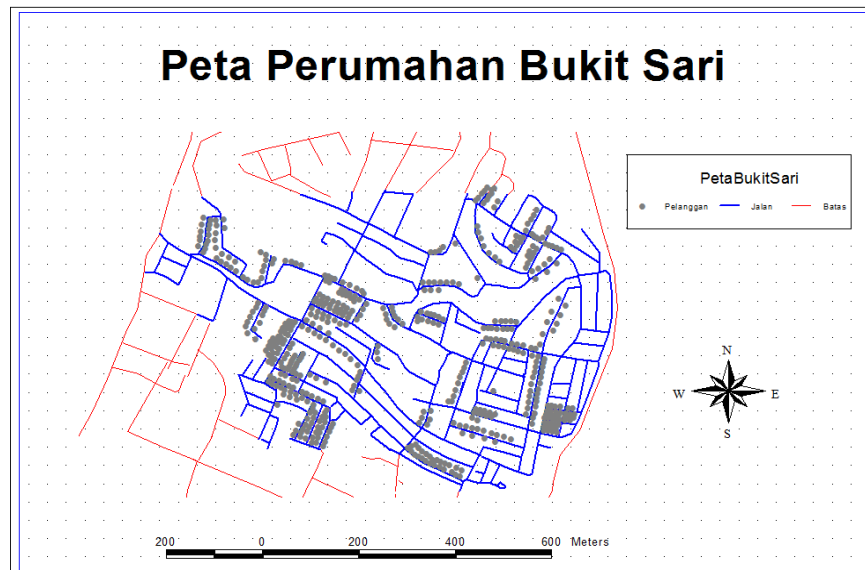 Peta Perumahan Bukit Sari
PetaBukitSari
Pelanggan Jalan Batas
N
W E
S
200 0 200 400 600 Meters